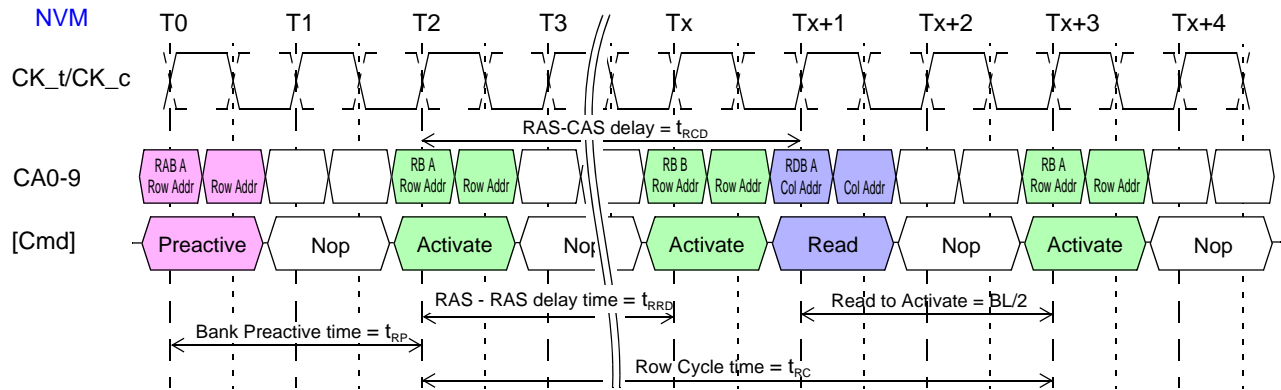 NVM
T0 T1 T2 T3 Tx Tx+1 Tx+2 Tx+3 Tx+4
CK_t/CK_c
RAS-CAS delay = tRCD
RAB A RB A RB B RDB A RB A
CA0-9 Row Addr Row Addr Row Addr Row Addr Row Addr Row Addr Col Addr Col Addr Row Addr Row Addr
[Cmd] Preactive Nop Activate Nop Activate Read Nop Activate Nop
RAS - RAS delay time = tRRD Read to Activate = BL/2
Bank Preactive time = tRP
Row Cycle time = tRC